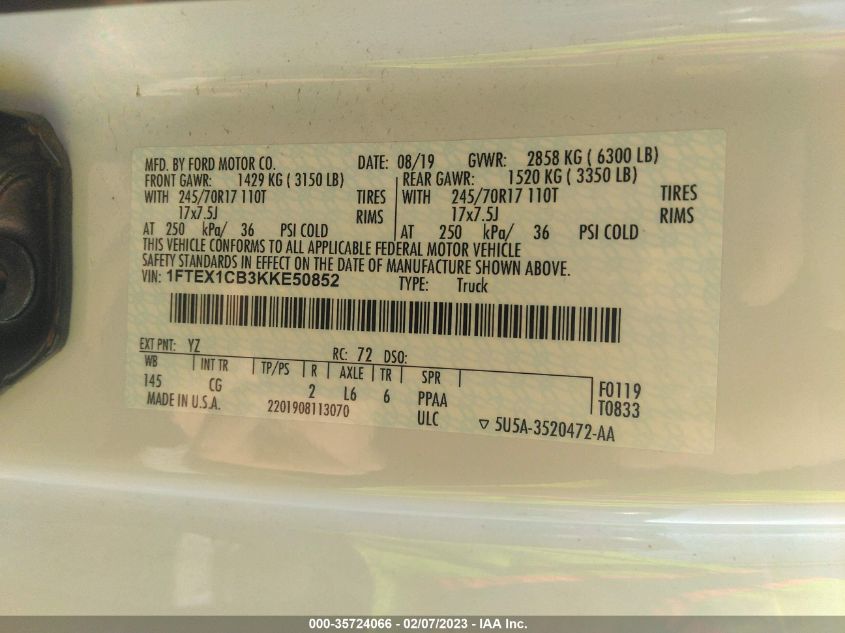 MFD. BY FORD MOTOR CO. DATE: 08/19 GVWR: 2858 KG ( 6300 LB)
FRONT GAWR: 1429 KG ( 3150 LB) REAR GAWR: 1520 KG ( 3350 LB)
WITH 245/70R17 110T TIRES WITH 245/70R17 110T TIRES
17x7.5J RIMS 17x7.5J RIMS
AT 250 kPa/ 36 PSI COLD AT 250 kPa/ 36 PSI COLD
THIS VEHICLE CONFORMS TO ALL APPLICABLE FEDERAL MOTOR VEHICLE
SAFETY STANDARDS IN EFFECT ON THE DATE OF MANUFACTURE SHOWN ABOVE.
VIN: 1FTEX1CB3KKE50852 TYPE: Truck
EXT PNT: YZ RC: 72 DSO:
WB INT TR TP/PS R AXLE TR SPR
145 CG 2 L6 6 PPAA F0119
MADE IN U.S.A. 2201908113070 ULC T0833
▽ 5U5A-3520472-AA
000-35724066 - 02/07/2023 - IAA Inc.